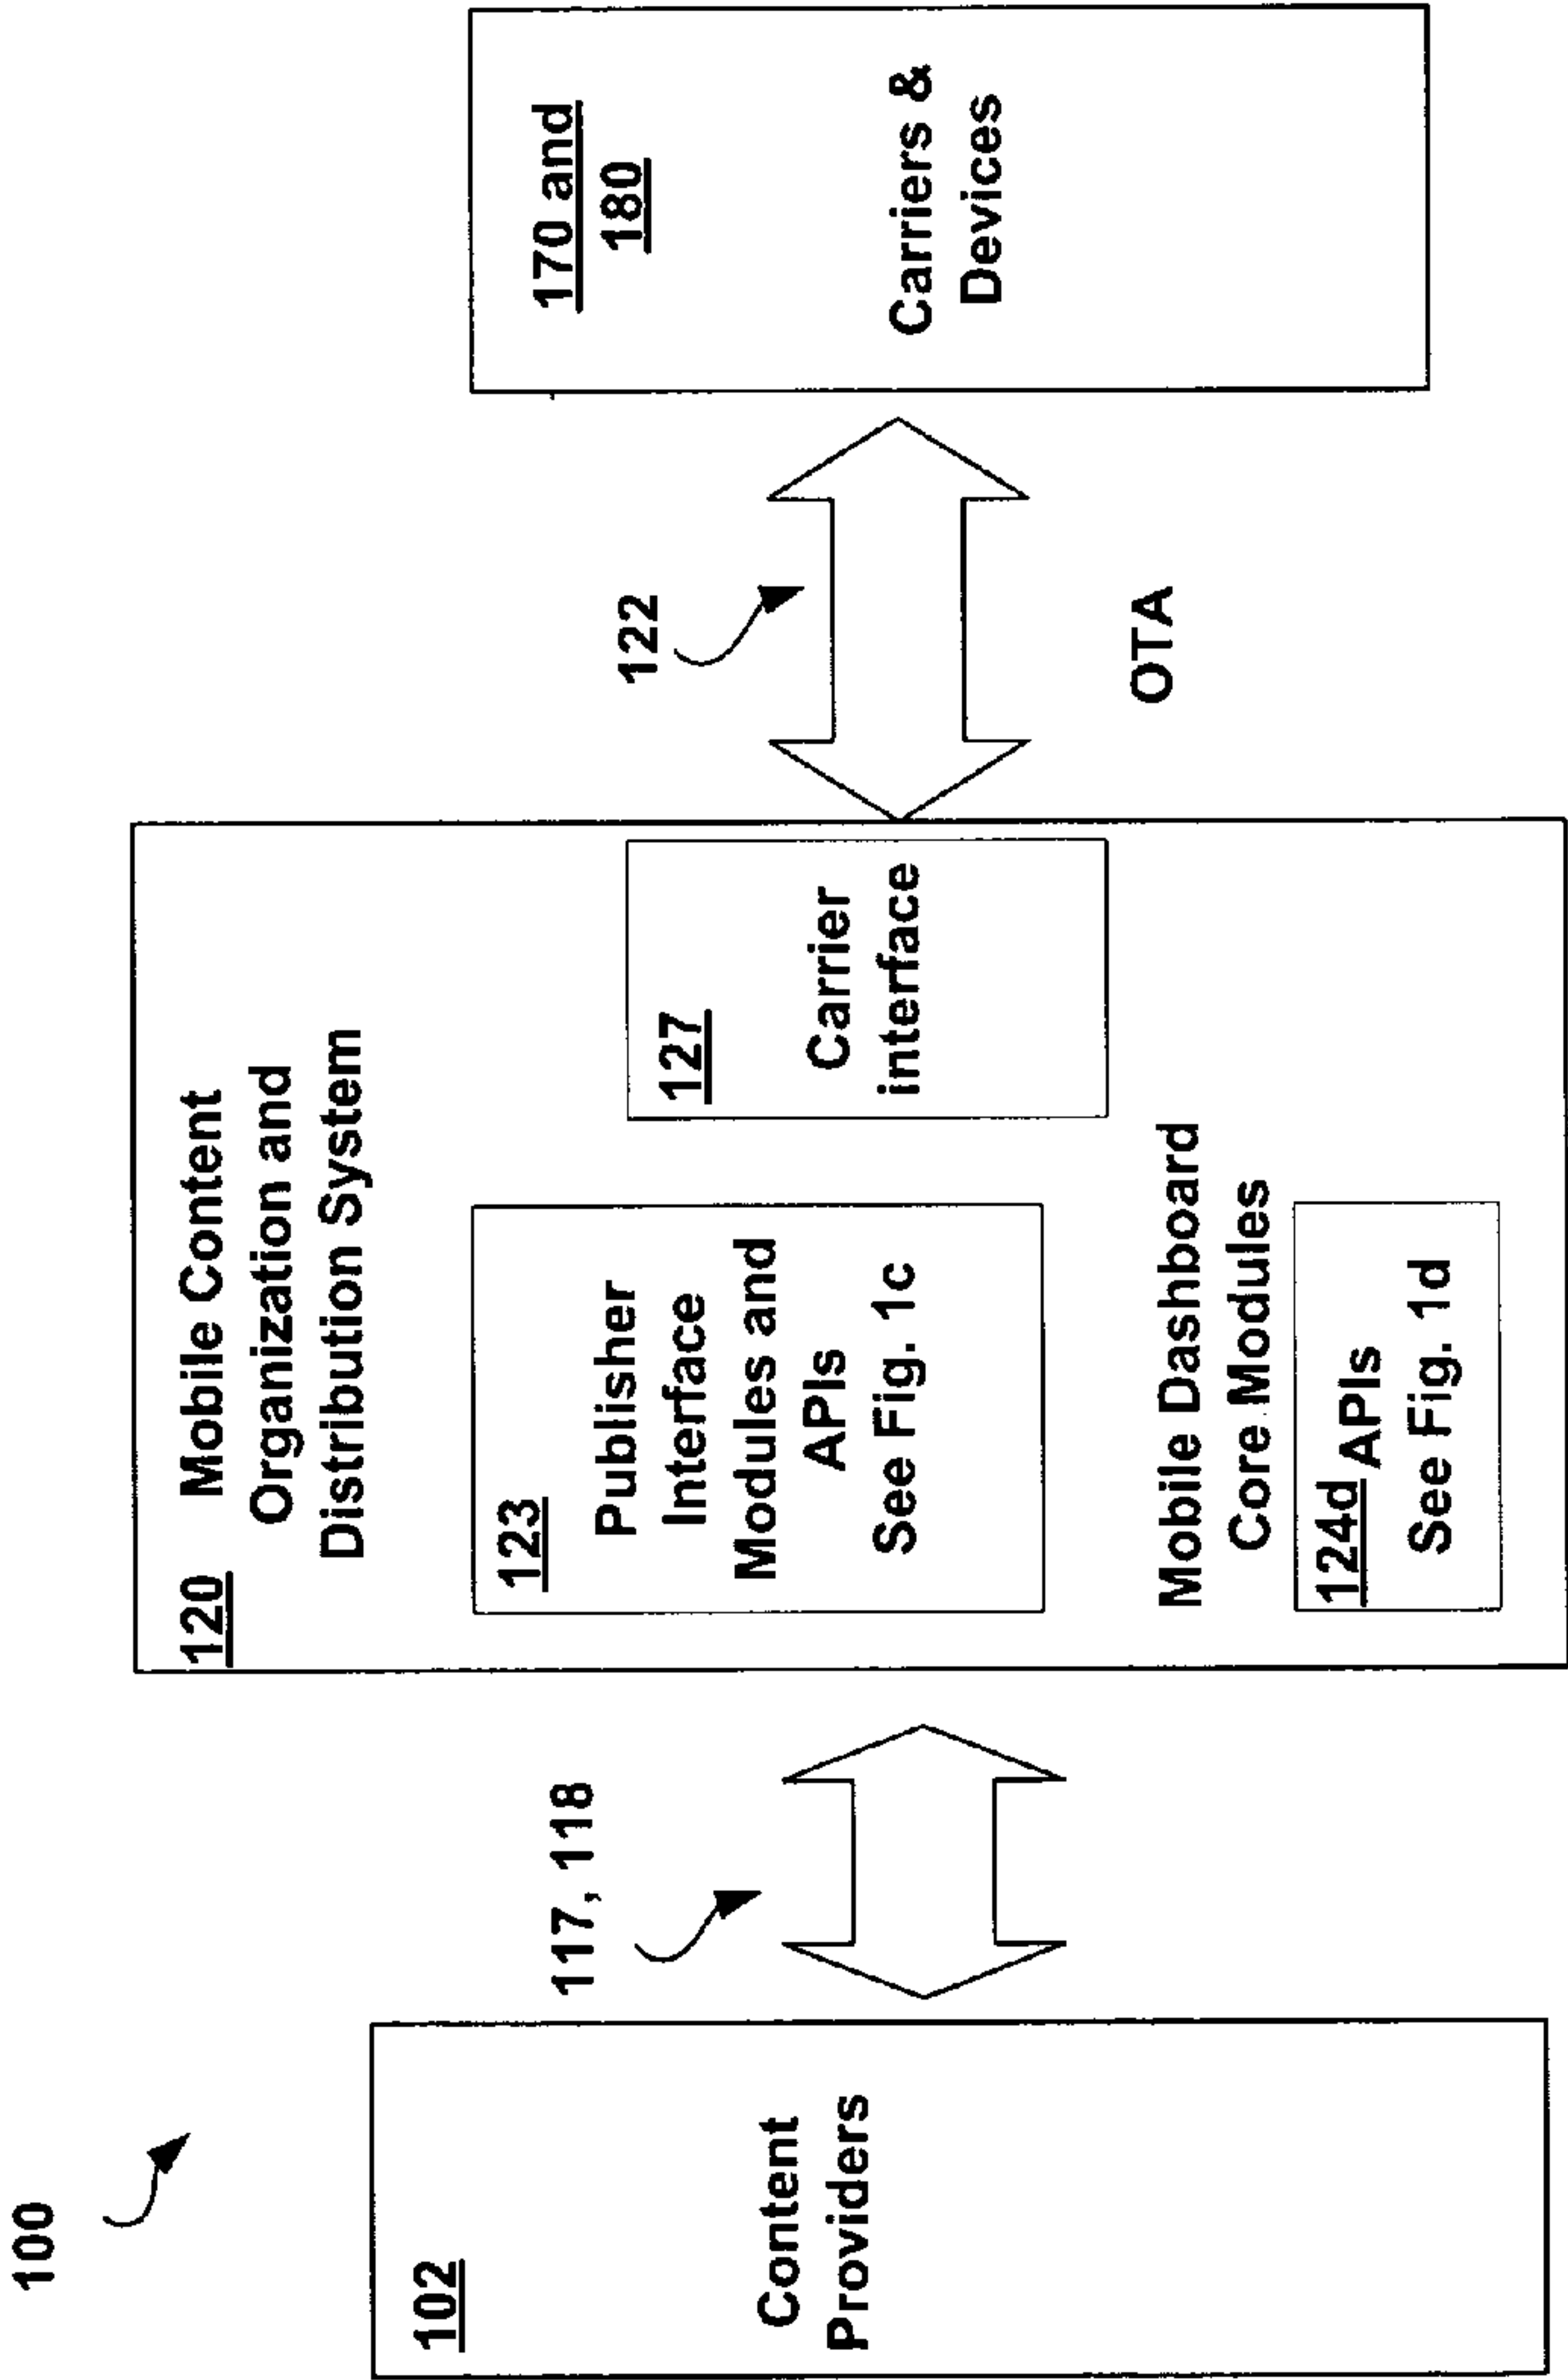 100
102
Content
Providers
117, 118
120 Mobile Content
Organization and
Distribution System
123
Publisher
Interface
Modules and
APIs
See Fig. 1c
127
Carrier
interface
Mobile Dashboard
Core Modules
124d APIs
See Fig. 1d
122
OTA
170 and
180
Carriers &
Devices